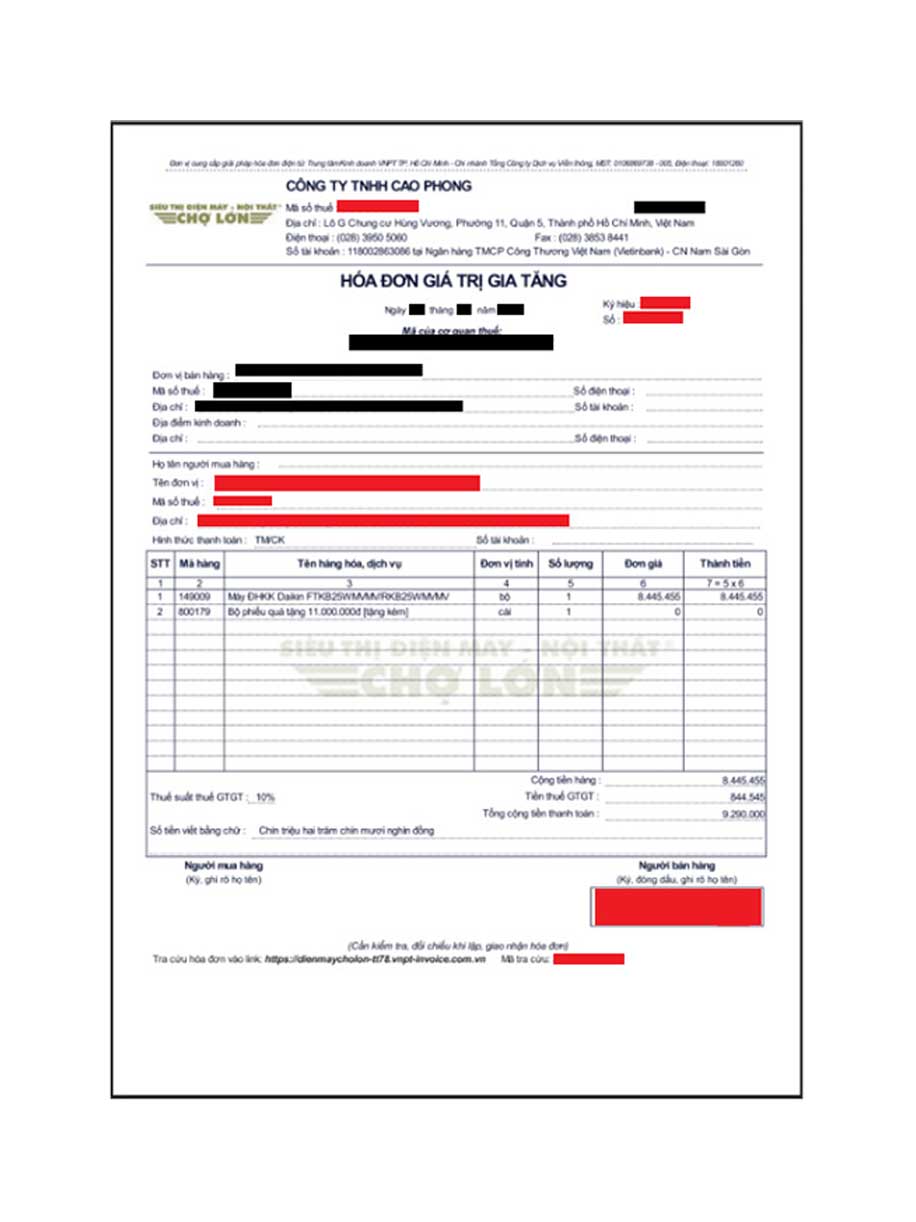 Đơn vị cung cấp giải pháp hóa đơn điện tử: Trung tâm Kinh doanh VNPT TP. Hồ Chí Minh - Chi nhánh Tổng Công ty Dịch vụ Viễn thông, MST: 0106869738 - 005, Điện thoại: 18001260
CÔNG TY TNHH CAO PHONG
SIÊU THỊ ĐIỆN MÁY - NỘI THẤT
CHỢ LỚN
Mã số thuế
Địa chỉ : Lô G Chung cư Hùng Vương, Phường 11, Quận 5, Thành phố Hồ Chí Minh, Việt Nam
Điện thoại : (028) 3950 5060 Fax : (028) 3853 8441
Số tài khoản : 118002863086 tại Ngân hàng TMCP Công Thương Việt Nam (Vietinbank) - CN Nam Sài Gòn
HÓA ĐƠN GIÁ TRỊ GIA TĂNG
Ngày tháng năm
Ký hiệu
Số :
Mã của cơ quan thuế:
Đơn vị bán hàng :
Mã số thuế : Số điện thoại :
Địa chỉ : Số tài khoản :
Địa điểm kinh doanh :
Địa chỉ : Số điện thoại :
Họ tên người mua hàng :
Tên đơn vị :
Mã số thuế :
Địa chỉ :
Hình thức thanh toán : TM/CK Số tài khoản :
STT Mã hàng Tên hàng hóa, dịch vụ Đơn vị tính Số lượng Đơn giá Thành tiền
1 2 3 4 5 6 7 = 5 x 6
1 149009 Máy ĐHKK Daikin FTKB25WMVMV/RKB25WMVMV bộ 1 8.445.455 8.445.455
2 800179 Bộ phiếu quà tặng 11.000.000đ [tặng kèm] cái 1 0 0
SIÊU THỊ ĐIỆN MÁY - NỘI THẤT
CHỢ LỚN
Cộng tiền hàng : 8.445.455
Thuế suất thuế GTGT : 10% Tiền thuế GTGT : 844.545
Tổng cộng tiền thanh toán : 9.290.000
Số tiền viết bằng chữ : Chín triệu hai trăm chín mươi nghìn đồng
Người mua hàng Người bán hàng
(Ký, ghi rõ họ tên) (Ký, đóng dấu, ghi rõ họ tên)
(Cần kiểm tra, đối chiếu khi lập, giao nhận hóa đơn)
Tra cứu hóa đơn vào link: https://dienmaycholon-tt78.vnpt-invoice.com.vn Mã tra cứu: